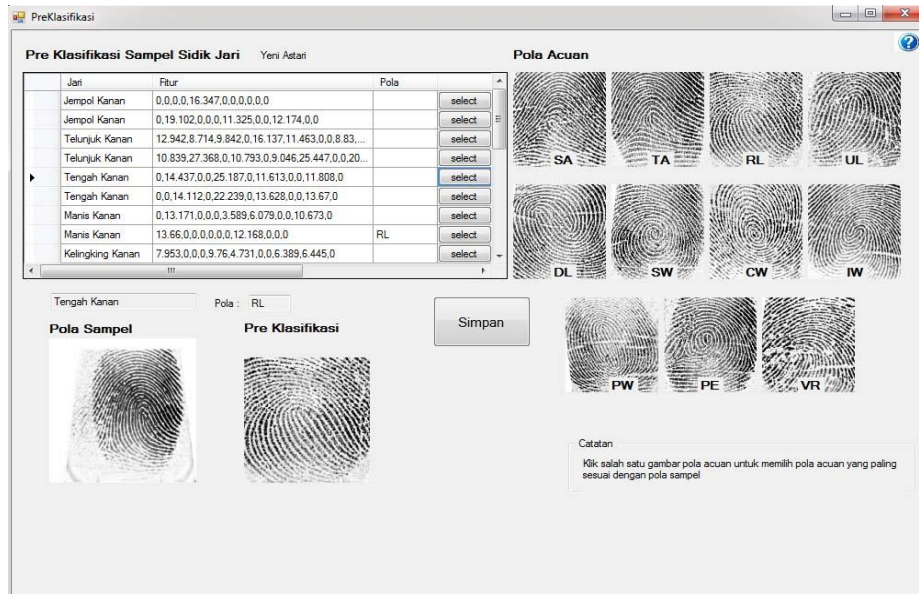 PreKlasifikasi
Pre Klasifikasi Sampel Sidik Jari Yeni Astari
Jari Fitur Pola
Jempol Kanan 0,0,0,0,16.347,0,0,0,0,0,0 select
Jempol Kanan 0,19.102,0,0,0,11.325,0,0,12.174,0,0 select
Telunjuk Kanan 12.942,8.714,9.842,0,16.137,11.463,0,0,8.83,... select
Telunjuk Kanan 10.839,27.368,0,10.793,0,9.046,25.447,0,0,20... select
Tengah Kanan 0,14.437,0,0,25.187,0,11.613,0,0,11.808,0 select
Tengah Kanan 0,0,14.112,0,22.239,0,13.628,0,0,13.67,0 select
Manis Kanan 0,13.171,0,0,0,3.589,6.079,0,0,10.673,0 select
Manis Kanan 13.66,0,0,0,0,0,0,12.168,0,0,0 RL select
Kelingking Kanan 7.953,0,0,0,9.76,4.731,0,0,6.389,6.445,0 select
Pola Acuan
SA TA RL UL
DL SW CW IW
PW PE VR
Tengah Kanan Pola : RL
Pola Sampel Pre Klasifikasi
Simpan
Catatan
Klik salah satu gambar pola acuan untuk memilih pola acuan yang paling
sesuai dengan pola sampel